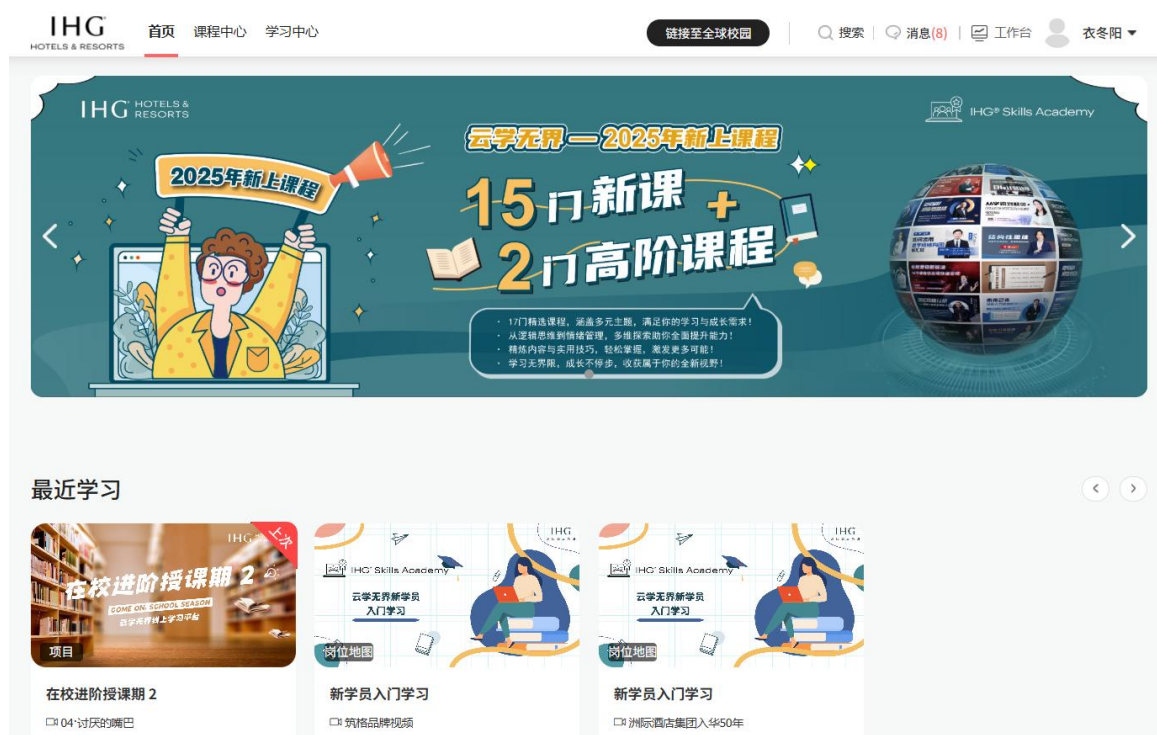 IHG
HOTELS & RESORTS
首页
课程中心
学习中心
链接至全球校园
搜索
消息(8)
工作台
衣冬阳
IHG® HOTELS & RESORTS
IHG® Skills Academy
云学无界 — 2025年新上课程
2025年新上课程
15门新课 +
2门高阶课程
· 17门精选课程，涵盖多元主题，满足你的学习与成长需求！
· 从逻辑思维到情绪管理，多维探索助你全面提升能力！
· 精炼内容与实用技巧，轻松掌握，激发更多可能！
· 学习无界限，成长不停步，收获属于你的全新视野！
最近学习
上次
IHG
在校进阶授课期 2
COME ON, SCHOOL SEASON
云学无界线上学习平台
项目
在校进阶授课期 2
04·讨厌的嘴巴
IHG
IHG® Skills Academy
云学无界新学员
入门学习
岗位地图
新学员入门学习
筑格品牌视频
IHG
IHG® Skills Academy
云学无界新学员
入门学习
岗位地图
新学员入门学习
洲际酒店集团入华50年